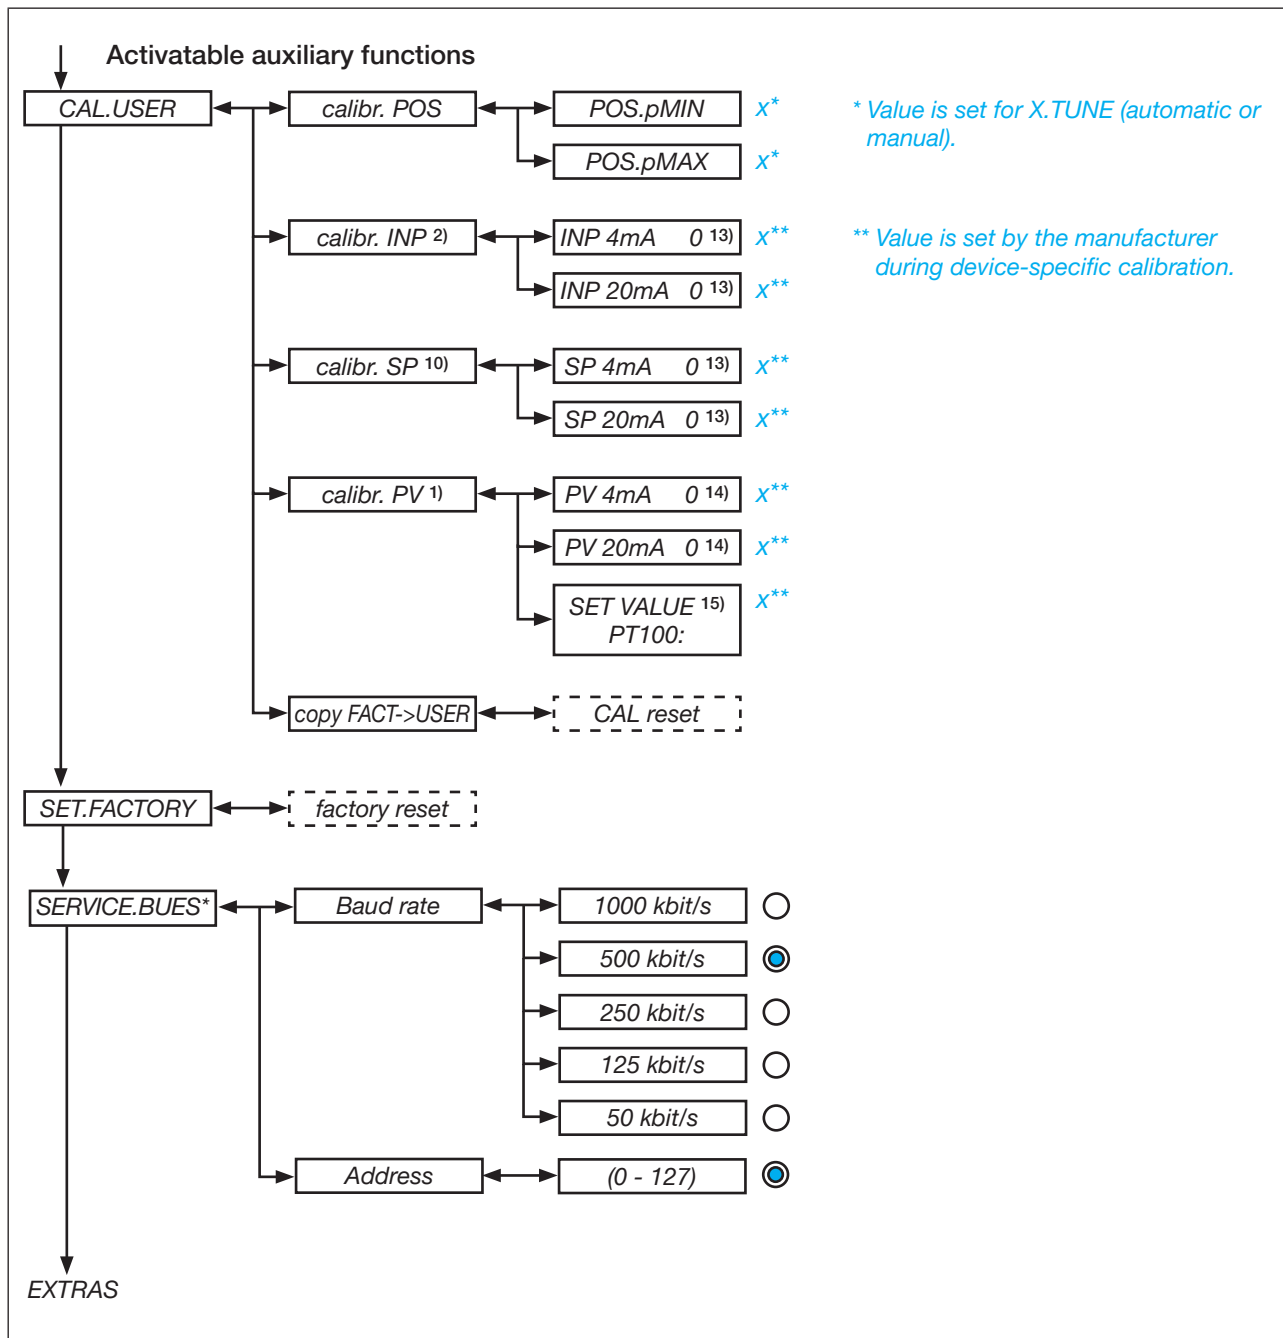 Activatable auxiliary functions
CAL.USER
calibr. POS
POS.pMIN
x*
* Value is set for X.TUNE (automatic or
manual).
POS.pMAX
x*
calibr. INP 2)
INP 4mA 0 13)
x**
** Value is set by the manufacturer
during device-specific calibration.
INP 20mA 0 13)
x**
calibr. SP 10)
SP 4mA 0 13)
x**
SP 20mA 0 13)
x**
calibr. PV 1)
PV 4mA 0 14)
x**
PV 20mA 0 14)
x**
SET VALUE 15)
PT100:
x**
copy FACT->USER
CAL reset
SET.FACTORY
factory reset
SERVICE.BUES*
Baud rate
1000 kbit/s
500 kbit/s
250 kbit/s
125 kbit/s
50 kbit/s
Address
(0 - 127)
EXTRAS